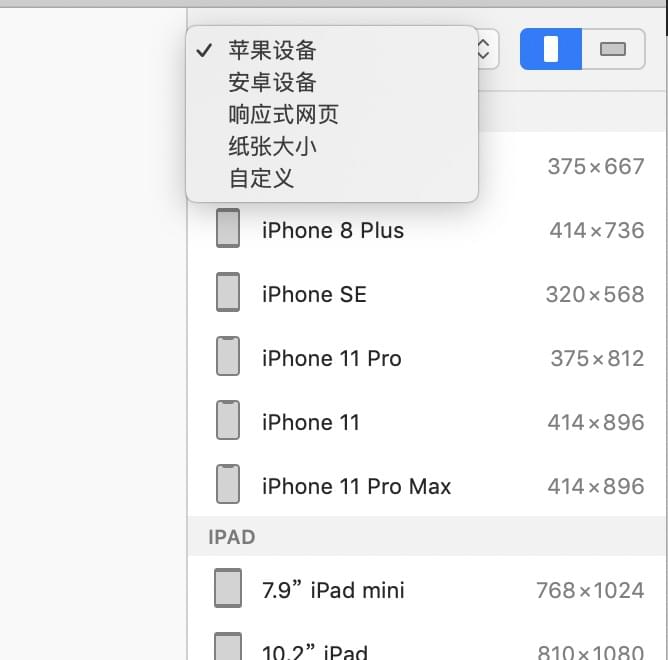 苹果设备
安卓设备
响应式网页
纸张大小
自定义
375×667
iPhone 8 Plus 414×736
iPhone SE 320×568
iPhone 11 Pro 375×812
iPhone 11 414×896
iPhone 11 Pro Max 414×896
IPAD
7.9” iPad mini 768×1024
10.2” iPad 810×1080